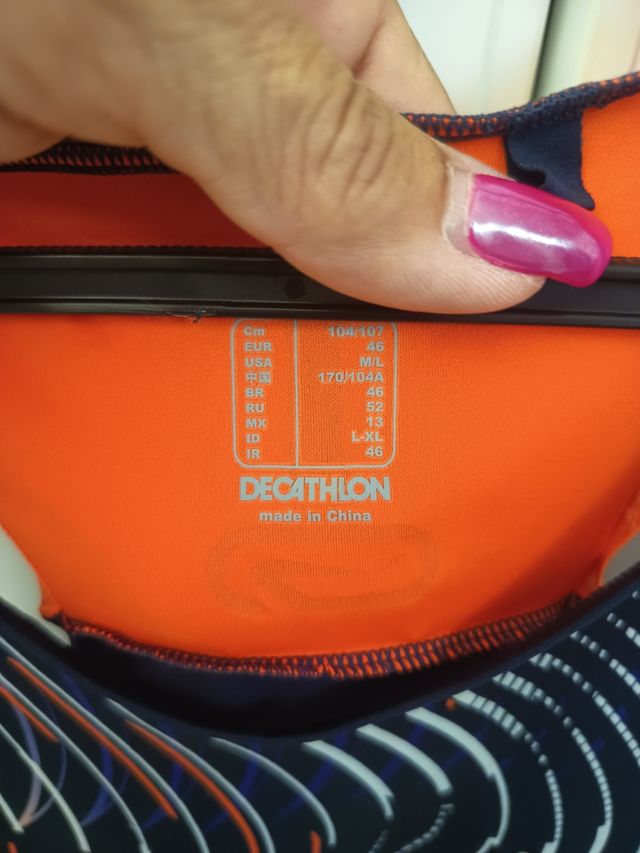 Cm 104/107
EUR 46
USA M/L
中国 170/104A
BR 46
RU 52
MX 13
ID L-XL
IR 46
DECATHLON
made in China